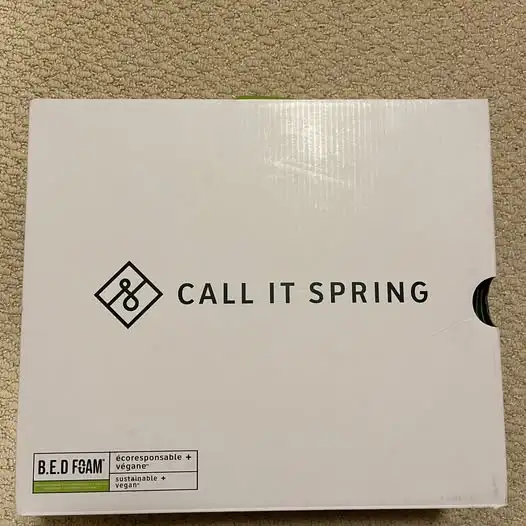 CALL IT SPRING
B.E.D FOAM
écoresponsable +
végane
sustainable +
vegan